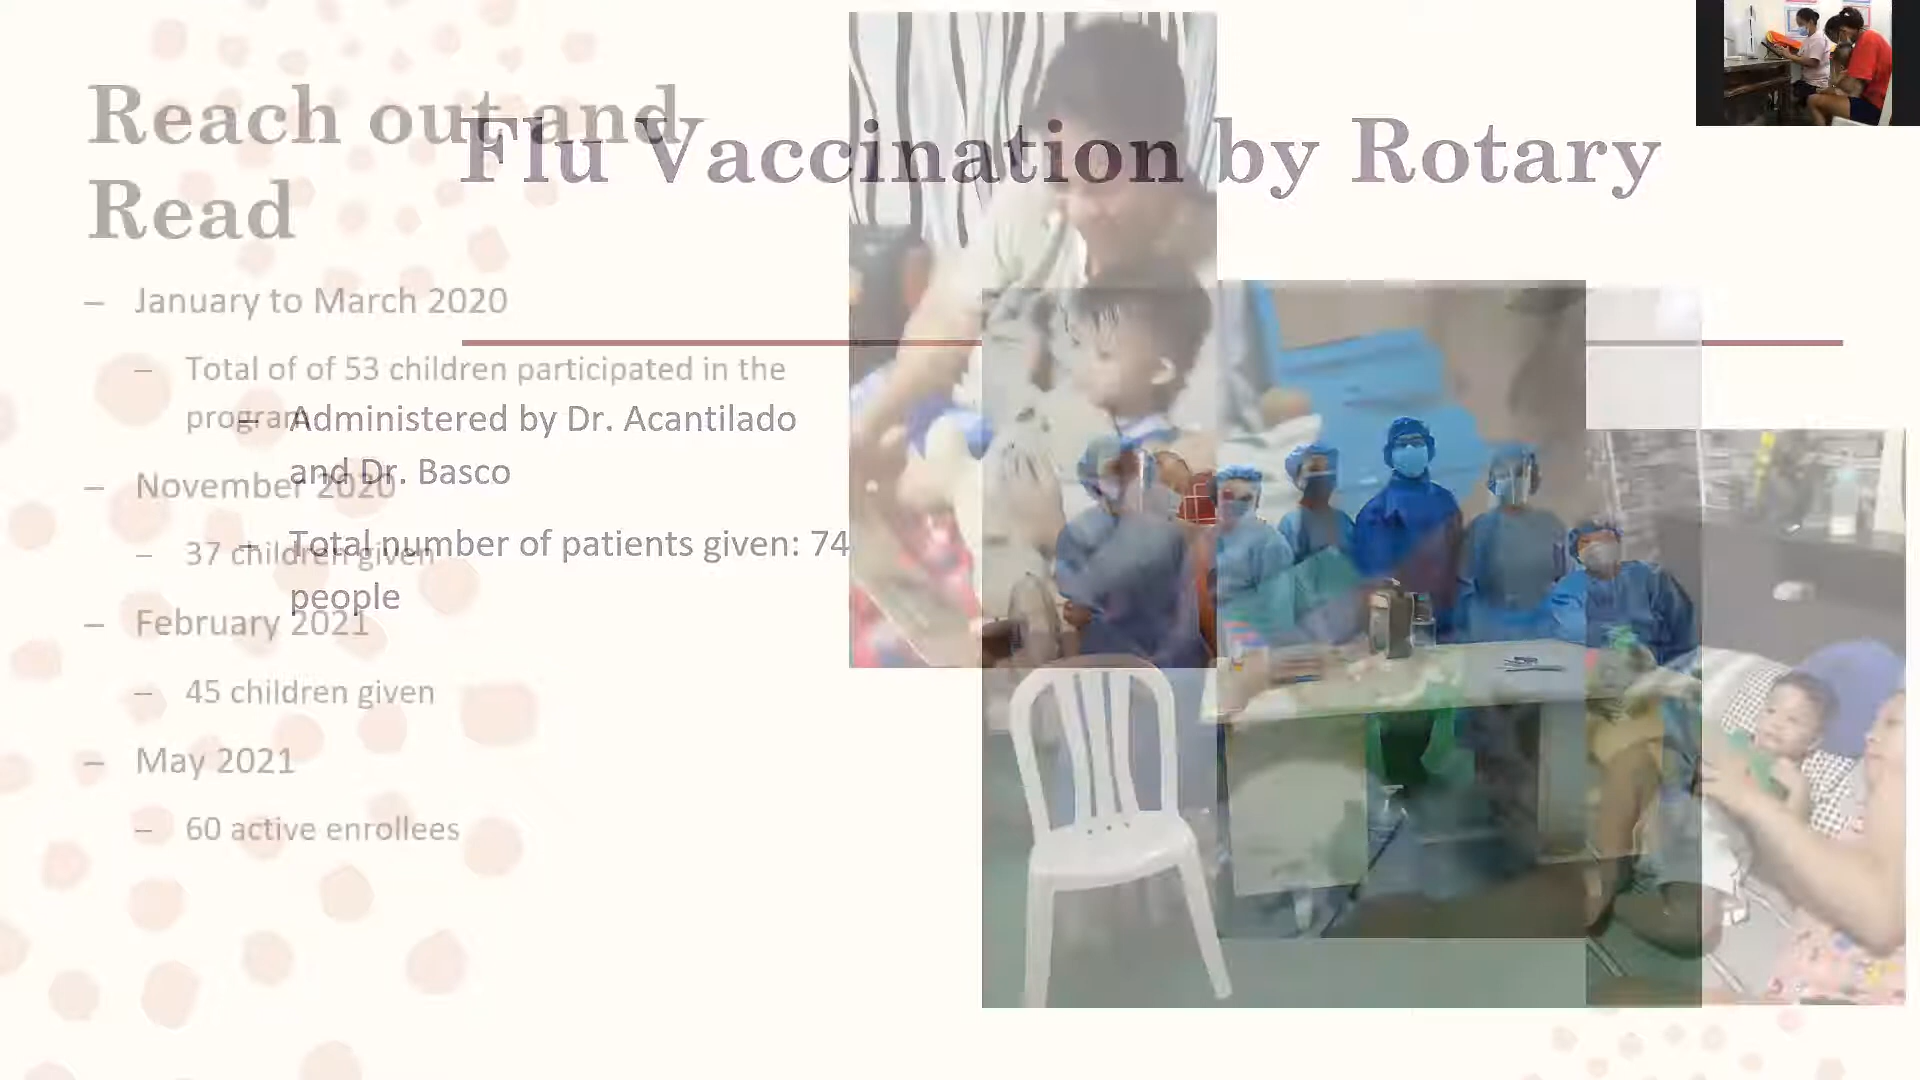 Reach out and
Read
– January to March 2020
– Total of of 53 children participated in the
program
– November 2020
– 37 children given
– February 2021
– 45 children given
– May 2021
– 60 active enrollees
Flu Vaccination by Rotary
– Administered by Dr. Acantilado
and Dr. Basco
– Total number of patients given: 74
people